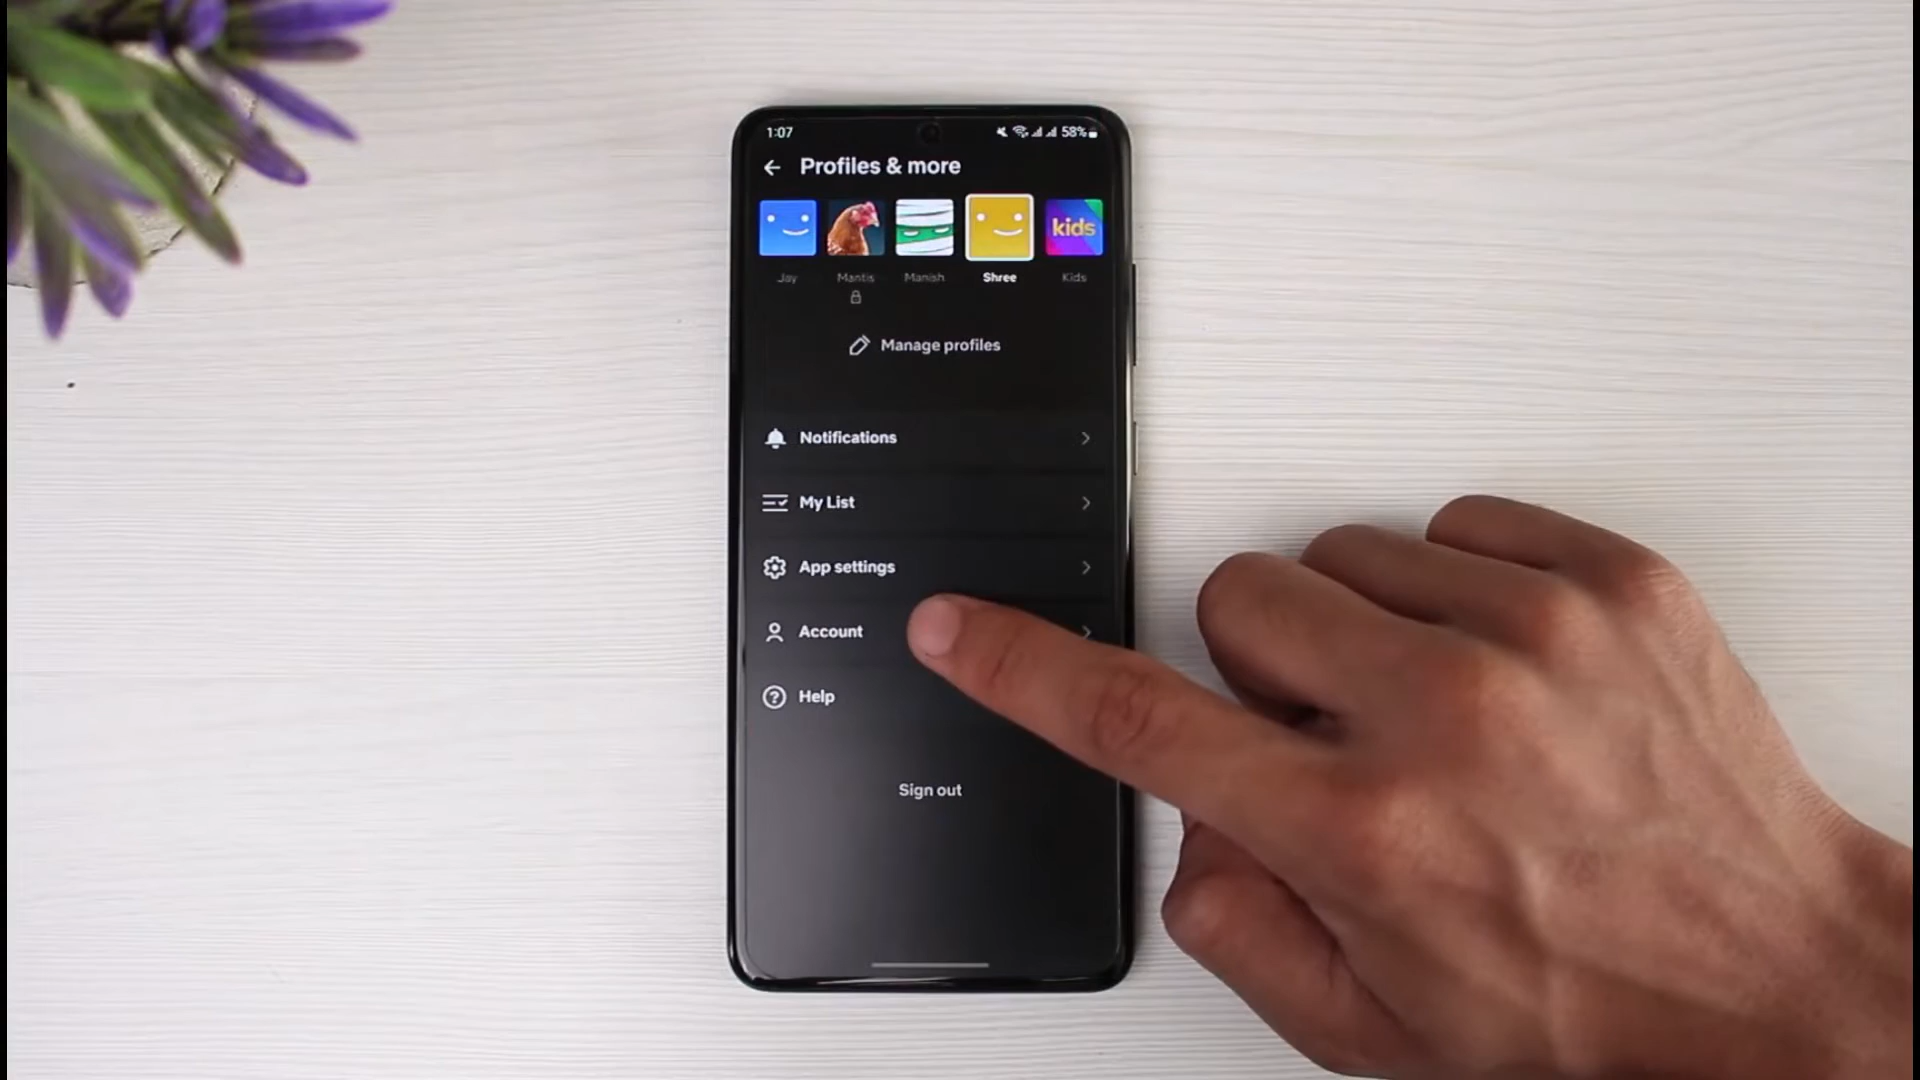 1:07 58%
Profiles & more
kids
Jay Mantis Manish Shree Kids
Manage profiles
Notifications
My List
App settings
Account
Help
Sign out